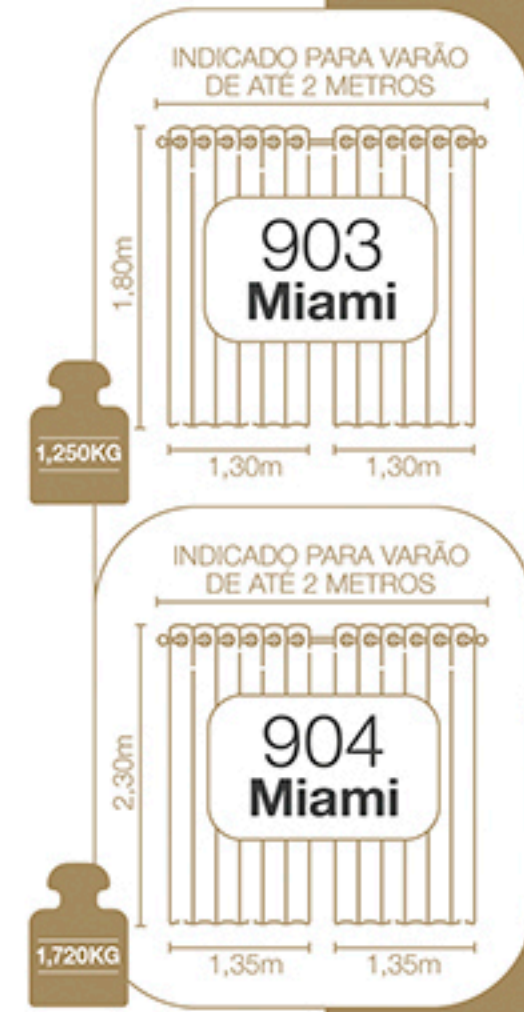 INDICADO PARA VARÃO
DE ATÉ 2 METROS
1,80m
903
Miami
1,250KG
1,30m
1,30m
INDICADO PARA VARÃO
DE ATÉ 2 METROS
2,30m
904
Miami
1,720KG
1,35m
1,35m